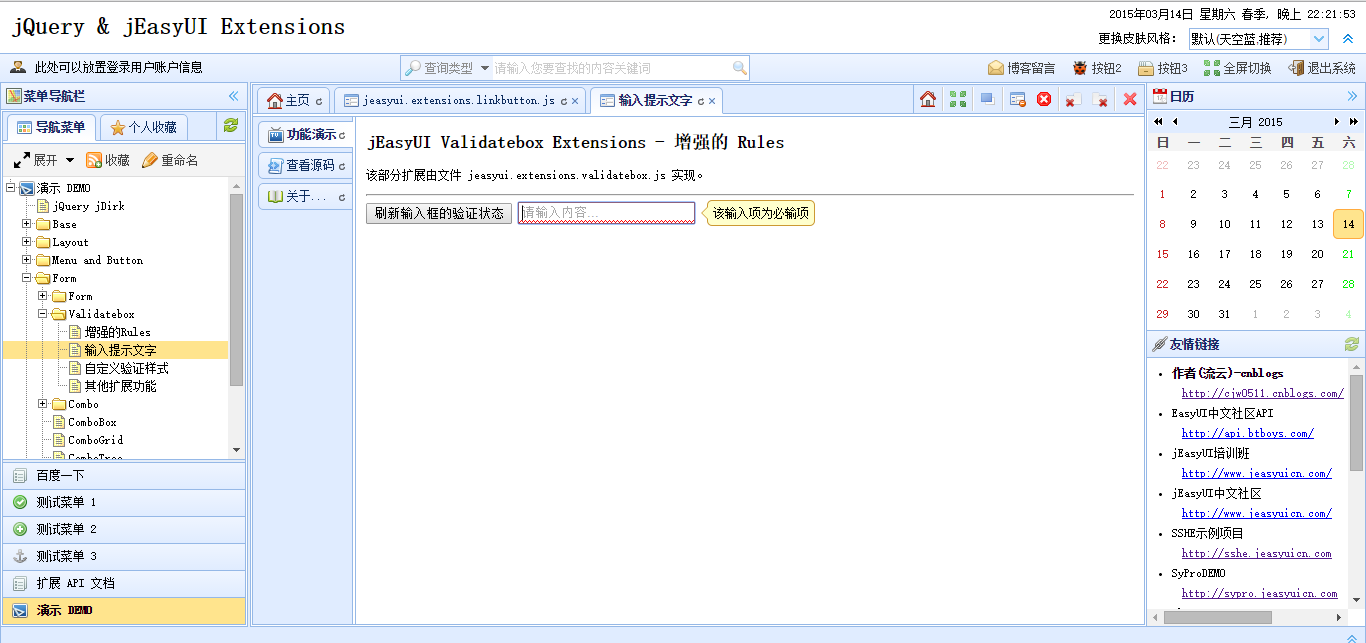 jQuery & jEasyUI Extensions
2015年03月14日 星期六 春季, 晚上 22:21:53
更换皮肤风格: 默认(天空蓝,推荐)
此处可以放置登录用户账户信息
查询类型 请输入您要查找的内容关键词
博客留言 按钮2 按钮3 全屏切换 退出系统
菜单导航栏
导航菜单 个人收藏
展开 收藏 重命名
演示 DEMO
jQuery jDirk
Base
Layout
Menu and Button
Form
Form
Validatebox
增强的Rules
输入提示文字
自定义验证样式
其他扩展功能
Combo
ComboBox
ComboGrid
ComboTree
百度一下
测试菜单 1
测试菜单 2
测试菜单 3
扩展 API 文档
演示 DEMO
主页 jeasyui.extensions.linkbutton.js 输入提示文字
功能演示
查看源码
关于...
jEasyUI Validatebox Extensions - 增强的 Rules
该部分扩展由文件 jeasyui.extensions.validatebox.js 实现。
刷新输入框的验证状态 请输入内容... 该输入项为必输项
日历
三月 2015
日 一 二 三 四 五 六
22 23 24 25 26 27 28
1 2 3 4 5 6 7
8 9 10 11 12 13 14
15 16 17 18 19 20 21
22 23 24 25 26 27 28
29 30 31 1 2 3 4
友情链接
作者(流云)-cnblogs
http://cjw0511.cnblogs.com/
EasyUI中文社区API
http://api.btboys.com/
jEasyUI培训班
http://www.jeasyuicn.com/
jEasyUI中文社区
http://www.jeasyuicn.com/
SSHE示例项目
http://sshe.jeasyuicn.com
SyProDEMO
http://sypro.jeasyuicn.com